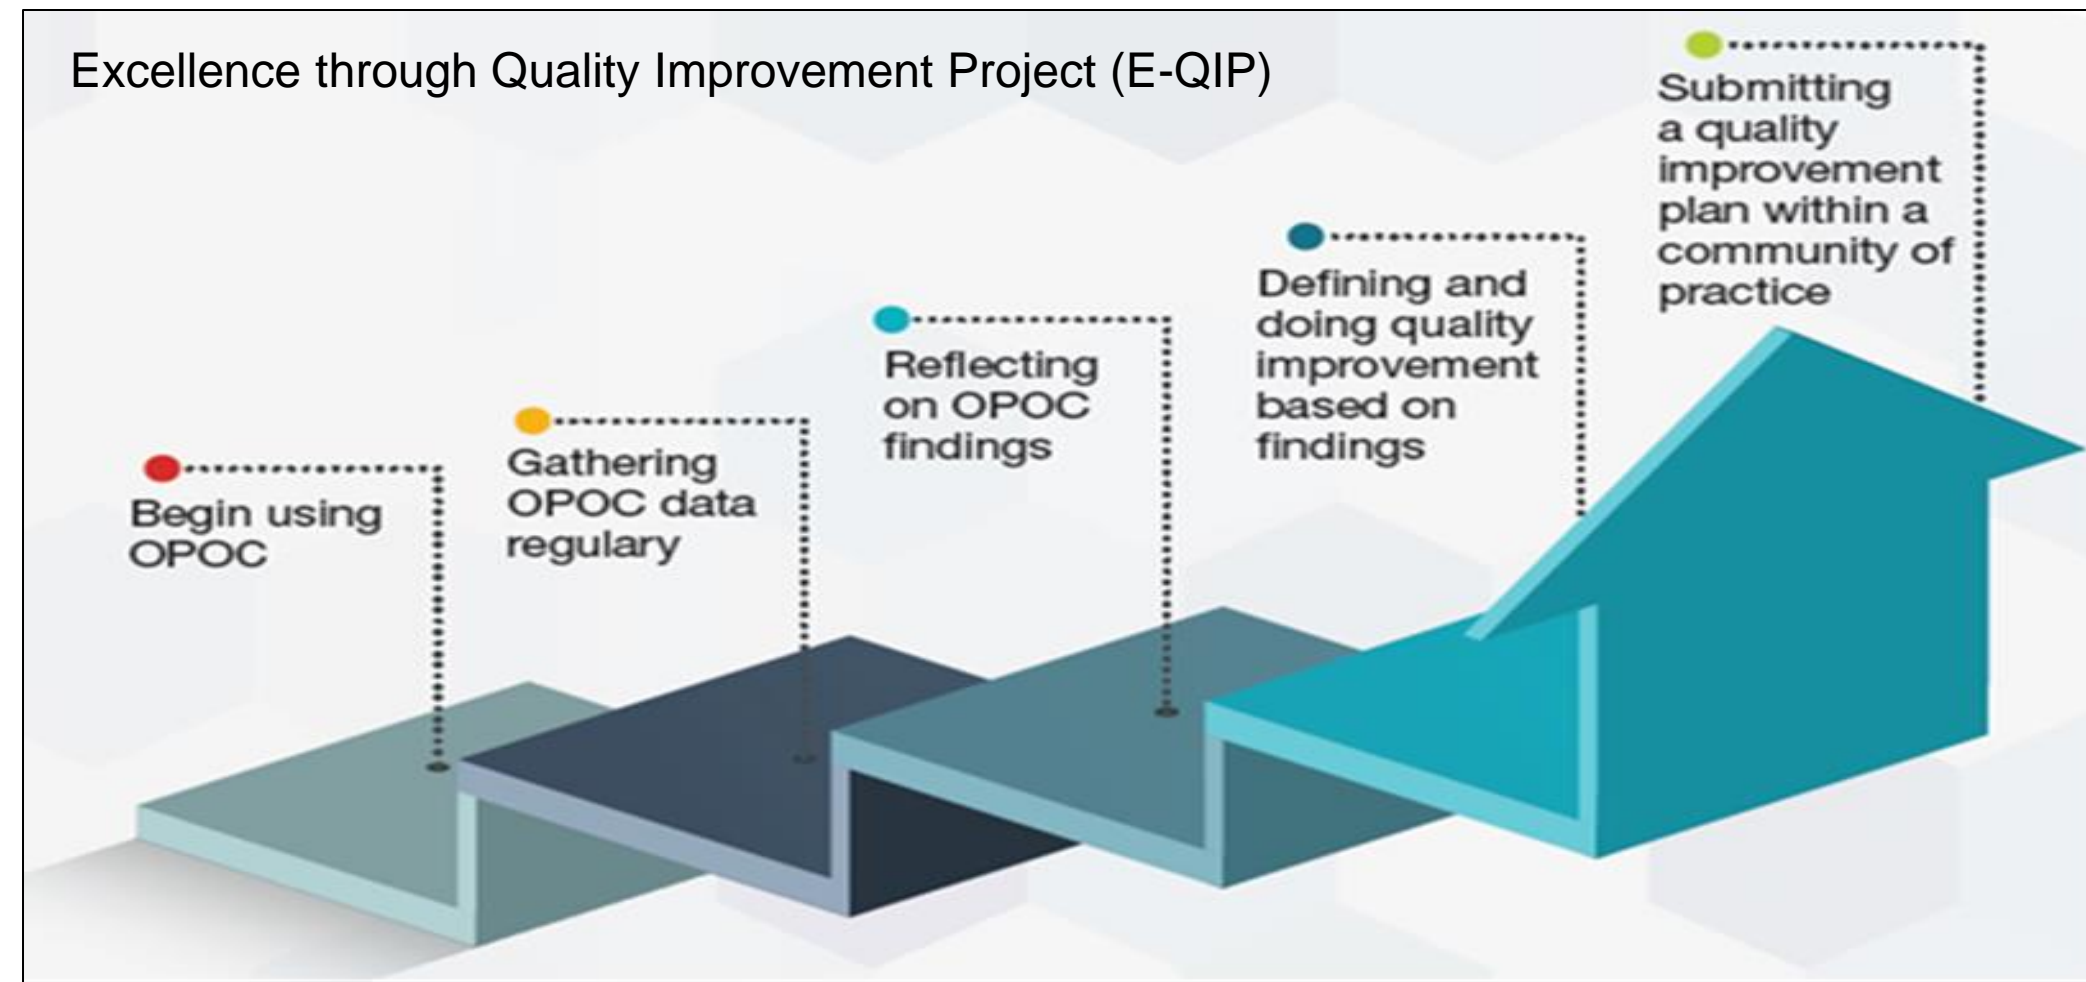 Excellence through Quality Improvement Project (E-QIP)
Begin using
OPOC
Gathering
OPOC data
regulary
Reflecting
on OPOC
findings
Defining and
doing quality
improvement
based on
findings
Submitting
a quality
improvement
plan within a
community of
practice